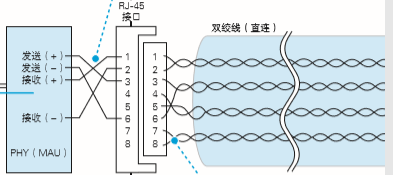 RJ-45
接口
双绞线（直连）
发送（+）
发送（-）
接收（+）
接收（-）
PHY（MAU）
1 1
2 2
3 3
4 4
5 5
6 6
7 7
8 8